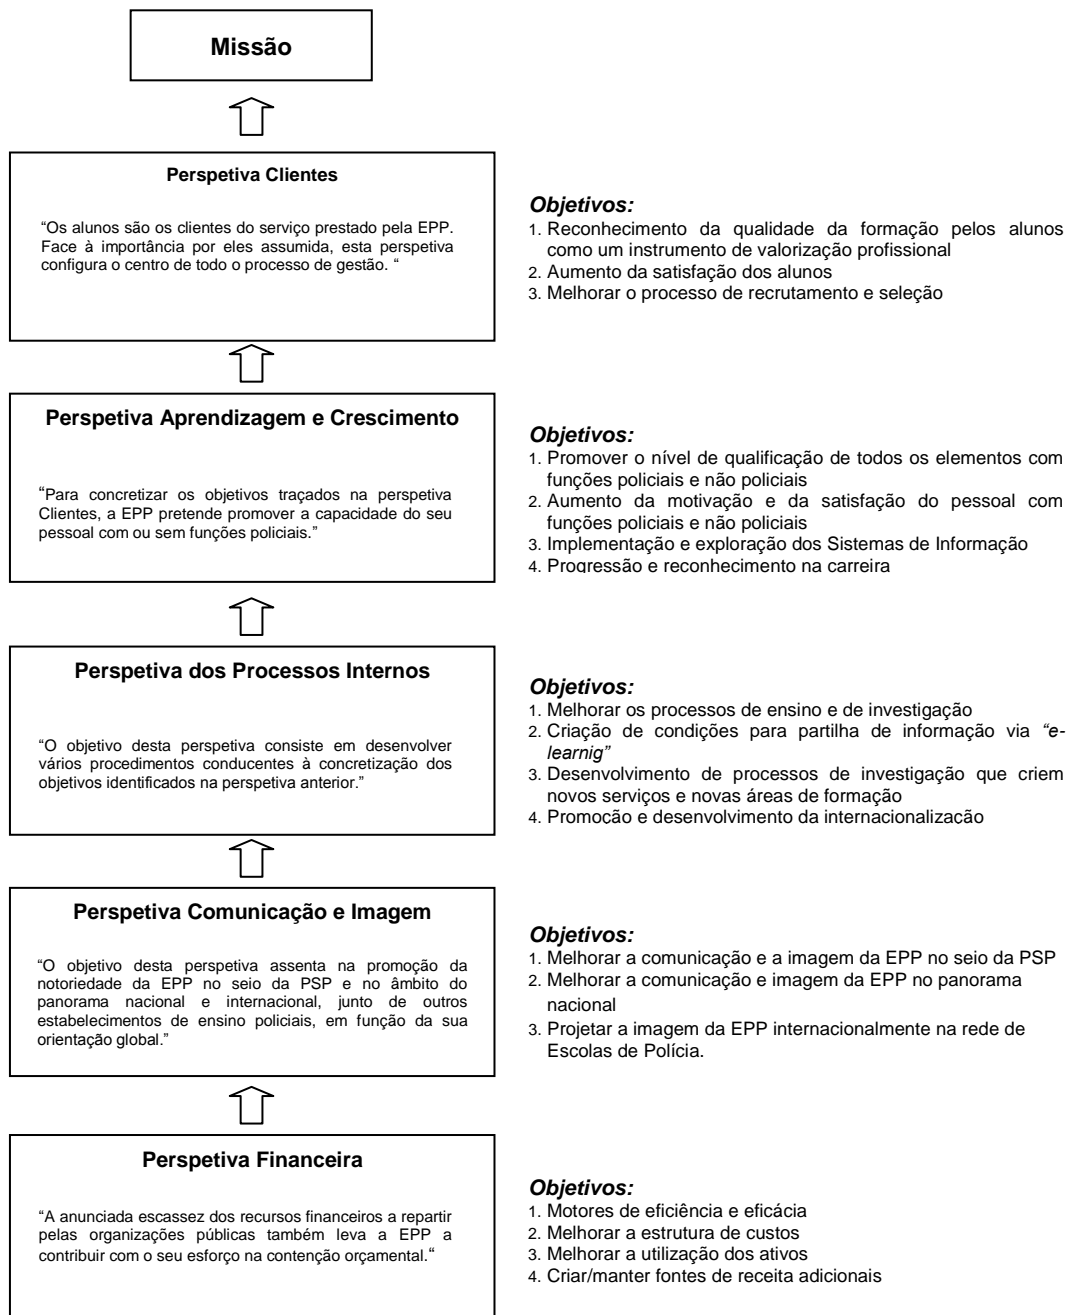 Missão
Perspetiva Clientes
“Os alunos são os clientes do serviço prestado pela EPP.
Face à importância por eles assumida, esta perspetiva
configura o centro de todo o processo de gestão. “
Objetivos:
1. Reconhecimento da qualidade da formação pelos alunos
como um instrumento de valorização profissional
2. Aumento da satisfação dos alunos
3. Melhorar o processo de recrutamento e seleção
Perspetiva Aprendizagem e Crescimento
“Para concretizar os objetivos traçados na perspetiva
Clientes, a EPP pretende promover a capacidade do seu
pessoal com ou sem funções policiais.”
Objetivos:
1. Promover o nível de qualificação de todos os elementos com
funções policiais e não policiais
2. Aumento da motivação e da satisfação do pessoal com
funções policiais e não policiais
3. Implementação e exploração dos Sistemas de Informação
4. Progressão e reconhecimento na carreira
Perspetiva dos Processos Internos
“O objetivo desta perspetiva consiste em desenvolver
vários procedimentos conducentes à concretização dos
objetivos identificados na perspetiva anterior.”
Objetivos:
1. Melhorar os processos de ensino e de investigação
2. Criação de condições para partilha de informação via “e-
learnig”
3. Desenvolvimento de processos de investigação que criem
novos serviços e novas áreas de formação
4. Promoção e desenvolvimento da internacionalização
Perspetiva Comunicação e Imagem
“O objetivo desta perspetiva assenta na promoção da
notoriedade da EPP no seio da PSP e no âmbito do
panorama nacional e internacional, junto de outros
estabelecimentos de ensino policiais, em função da sua
orientação global.”
Objetivos:
1. Melhorar a comunicação e a imagem da EPP no seio da PSP
2. Melhorar a comunicação e imagem da EPP no panorama
nacional
3. Projetar a imagem da EPP internacionalmente na rede de
Escolas de Polícia.
Perspetiva Financeira
“A anunciada escassez dos recursos financeiros a repartir
pelas organizações públicas também leva a EPP a
contribuir com o seu esforço na contenção orçamental.“
Objetivos:
1. Motores de eficiência e eficácia
2. Melhorar a estrutura de custos
3. Melhorar a utilização dos ativos
4. Criar/manter fontes de receita adicionais